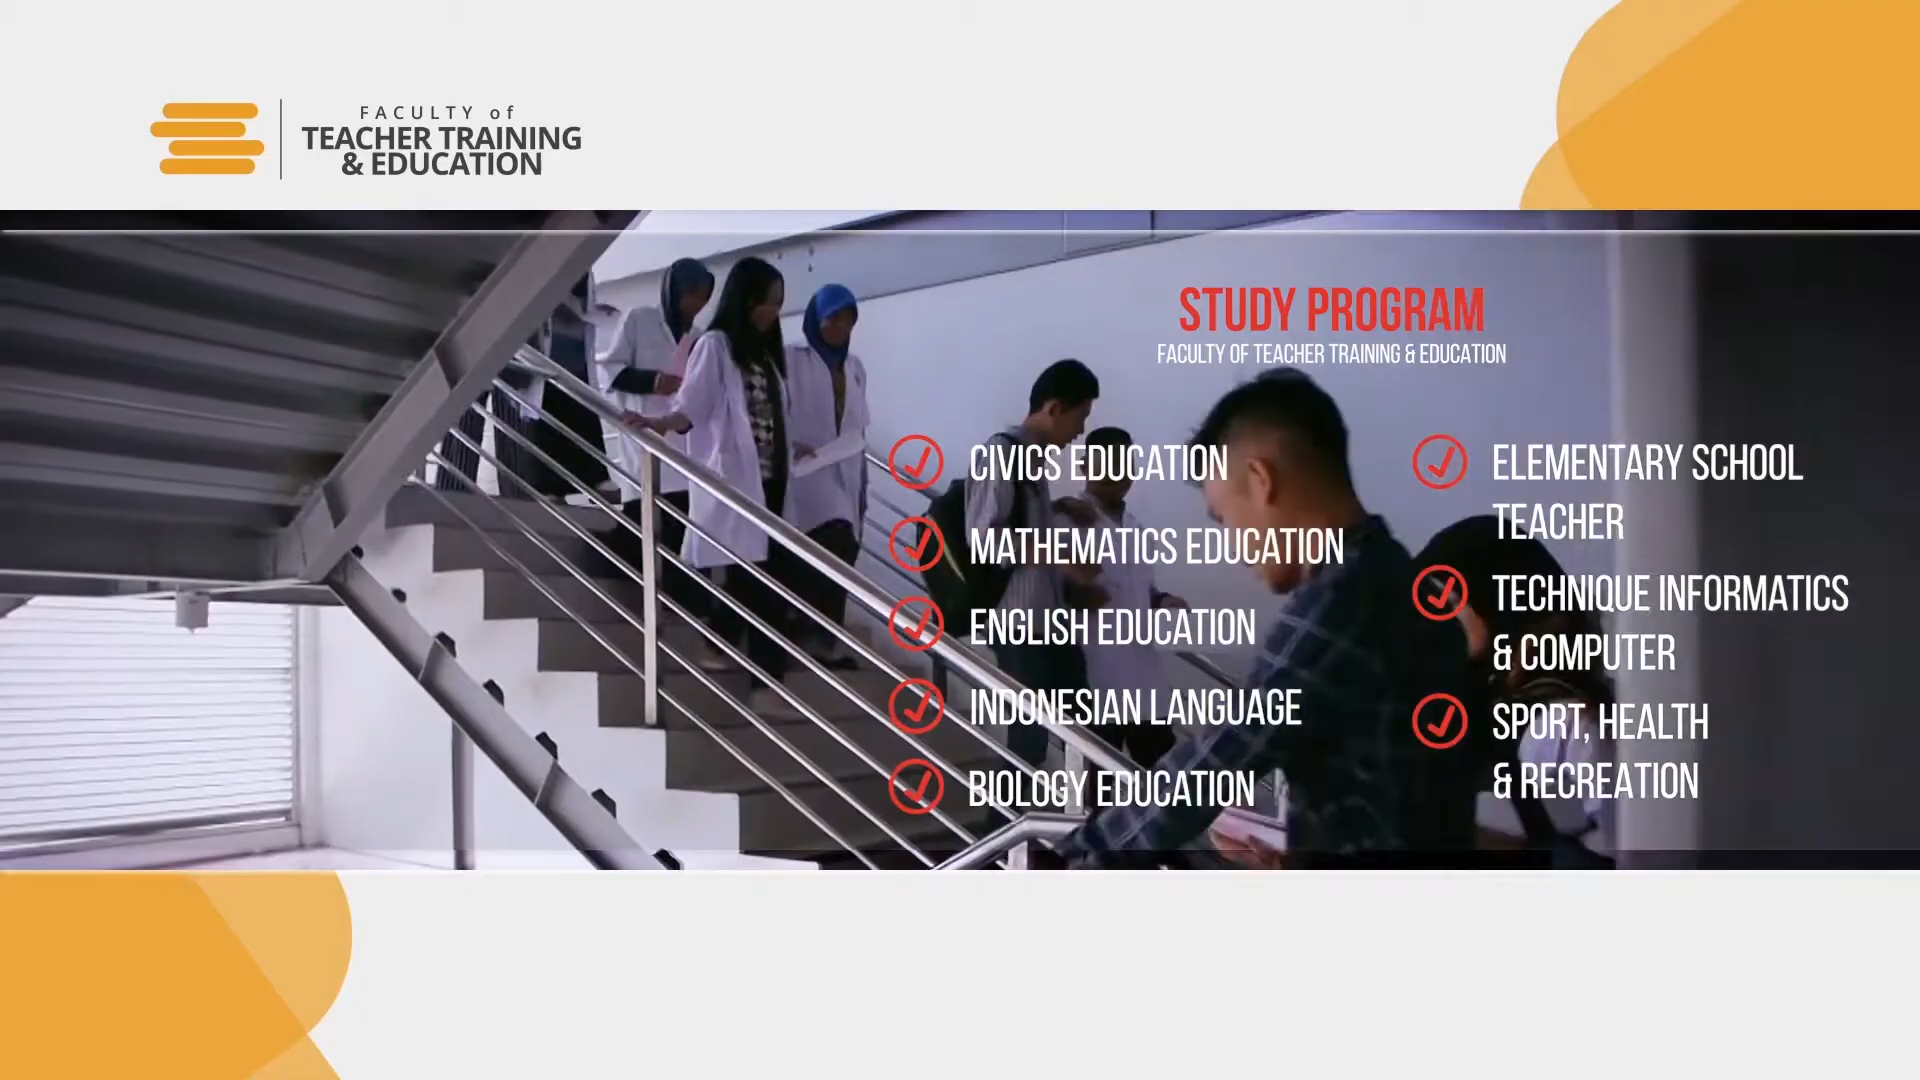 FACULTY of
TEACHER TRAINING
& EDUCATION
STUDY PROGRAM
FACULTY OF TEACHER TRAINING & EDUCATION
CIVICS EDUCATION
MATHEMATICS EDUCATION
ENGLISH EDUCATION
INDONESIAN LANGUAGE
BIOLOGY EDUCATION
ELEMENTARY SCHOOL
TEACHER
TECHNIQUE INFORMATICS
& COMPUTER
SPORT, HEALTH
& RECREATION